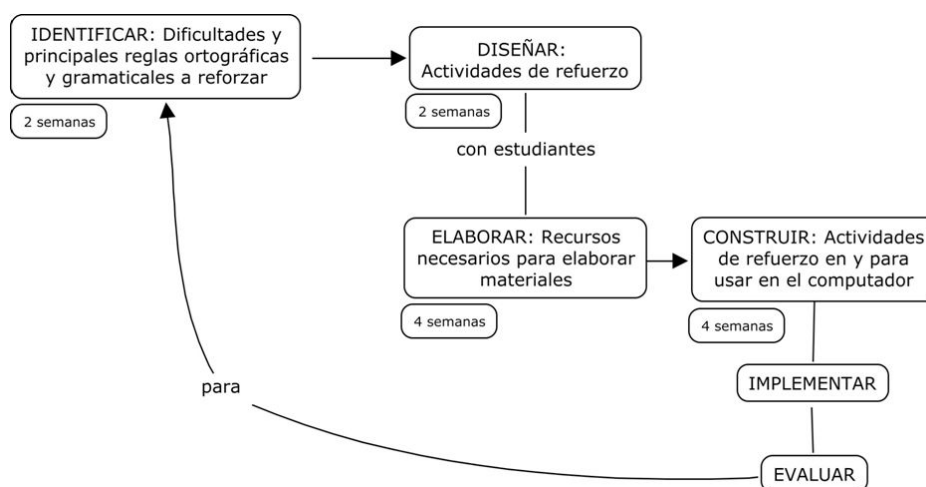 IDENTIFICAR: Dificultades y
principales reglas ortográficas
y gramaticales a reforzar
2 semanas
DISEÑAR:
Actividades de refuerzo
2 semanas
con estudiantes
ELABORAR: Recursos
necesarios para elaborar
materiales
4 semanas
CONSTRUIR: Actividades
de refuerzo en y para
usar en el computador
4 semanas
IMPLEMENTAR
EVALUAR
para